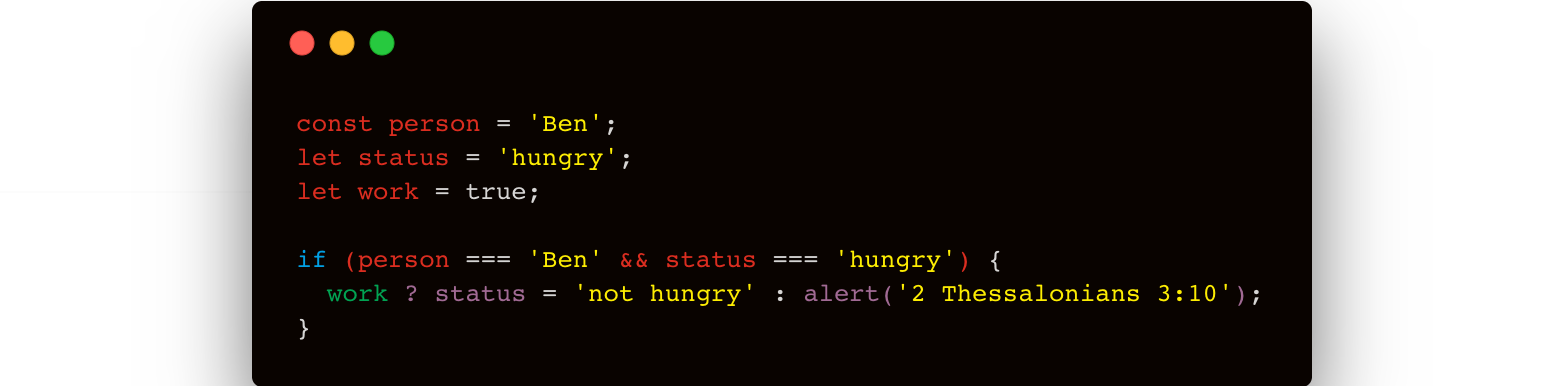 const person = 'Ben';
let status = 'hungry';
let work = true;

if (person === 'Ben' && status === 'hungry') {
  work ? status = 'not hungry' : alert('2 Thessalonians 3:10');
}